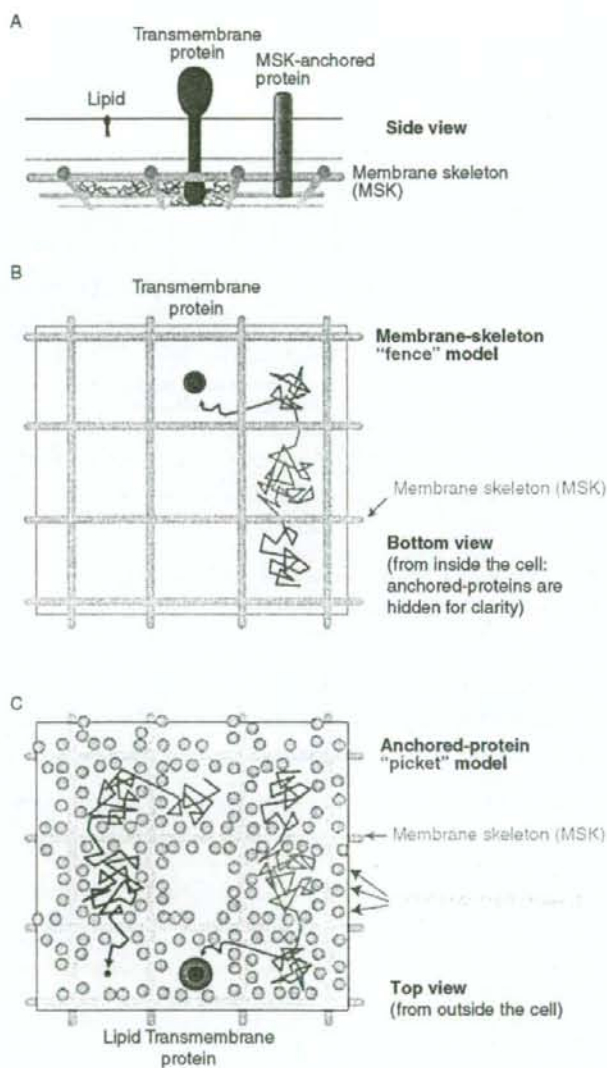 A
Transmembrane
protein
MSK-anchored
protein
Lipid
Side view
Membrane skeleton
(MSK)
B
Transmembrane
protein
Membrane-skeleton
"fence" model
Membrane skeleton (MSK)
Bottom view
(from inside the cell:
anchored-proteins are
hidden for clarity)
C
Anchored-protein
"picket" model
Membrane skeleton (MSK)
Top view
(from outside the cell)
Lipid Transmembrane
protein